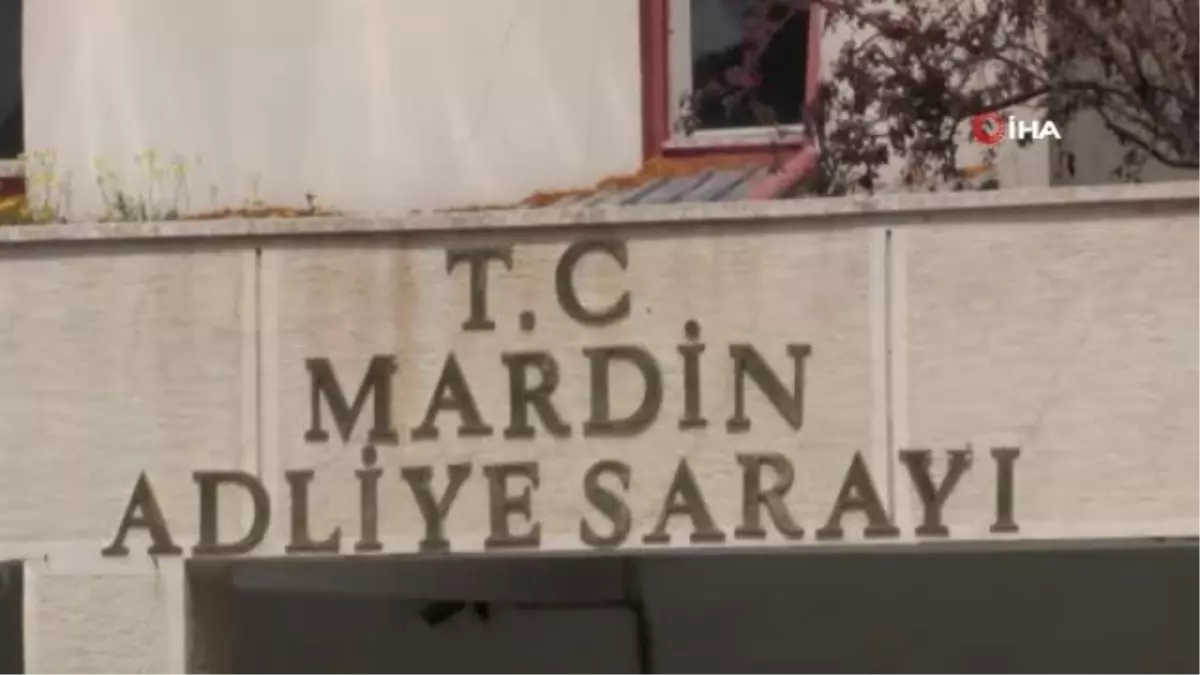 İHA
T.C
MARDİN
ADLİYE SARAYI